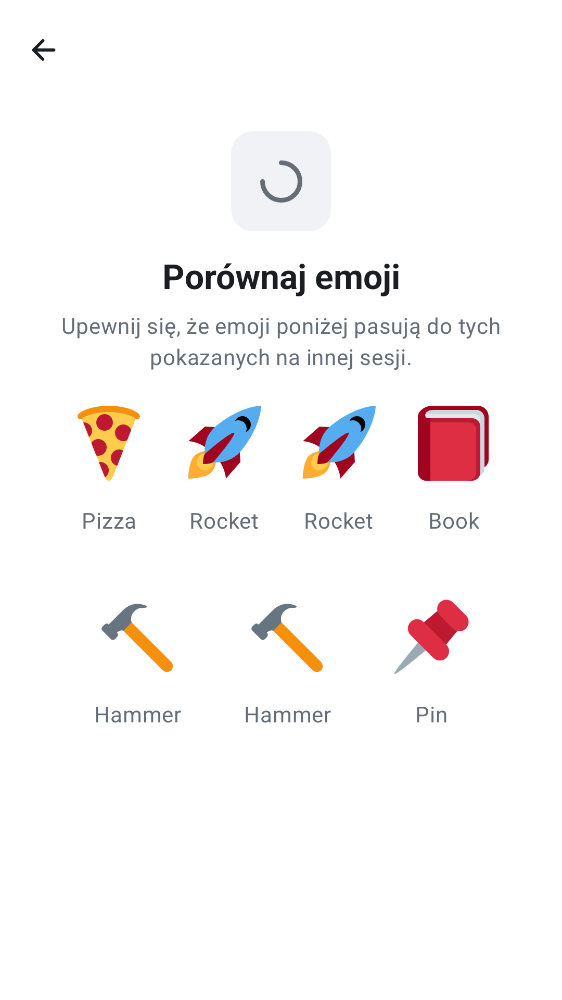 Porównaj emoji
Upewnij się, że emoji poniżej pasują do tych
pokazanych na innej sesji.
Pizza Rocket Rocket Book
Hammer Hammer Pin